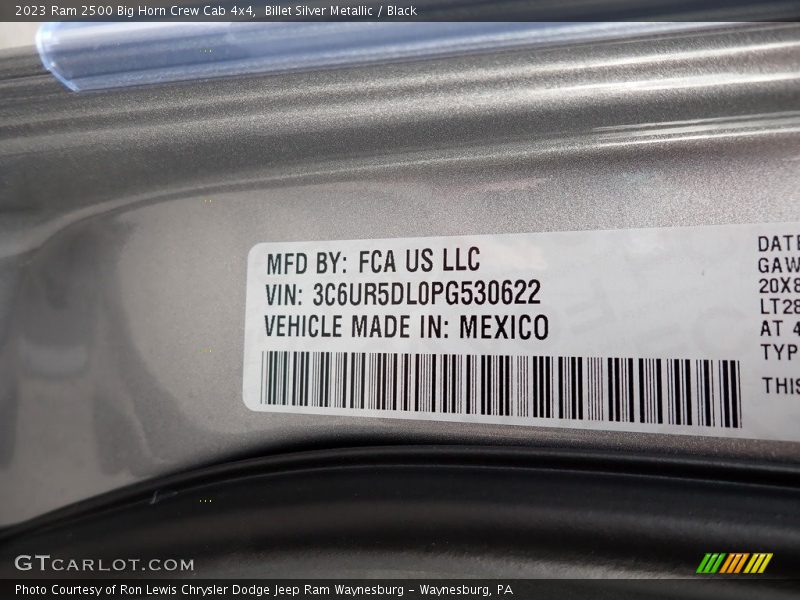 2023 Ram 2500 Big Horn Crew Cab 4x4, Billet Silver Metallic / Black
MFD BY: FCA US LLC
VIN: 3C6UR5DL0PG530622
VEHICLE MADE IN: MEXICO
DATE
GAW
20X8
LT28
AT 4
TYP
THIS
GTCARLOT.COM
Photo Courtesy of Ron Lewis Chrysler Dodge Jeep Ram Waynesburg - Waynesburg, PA